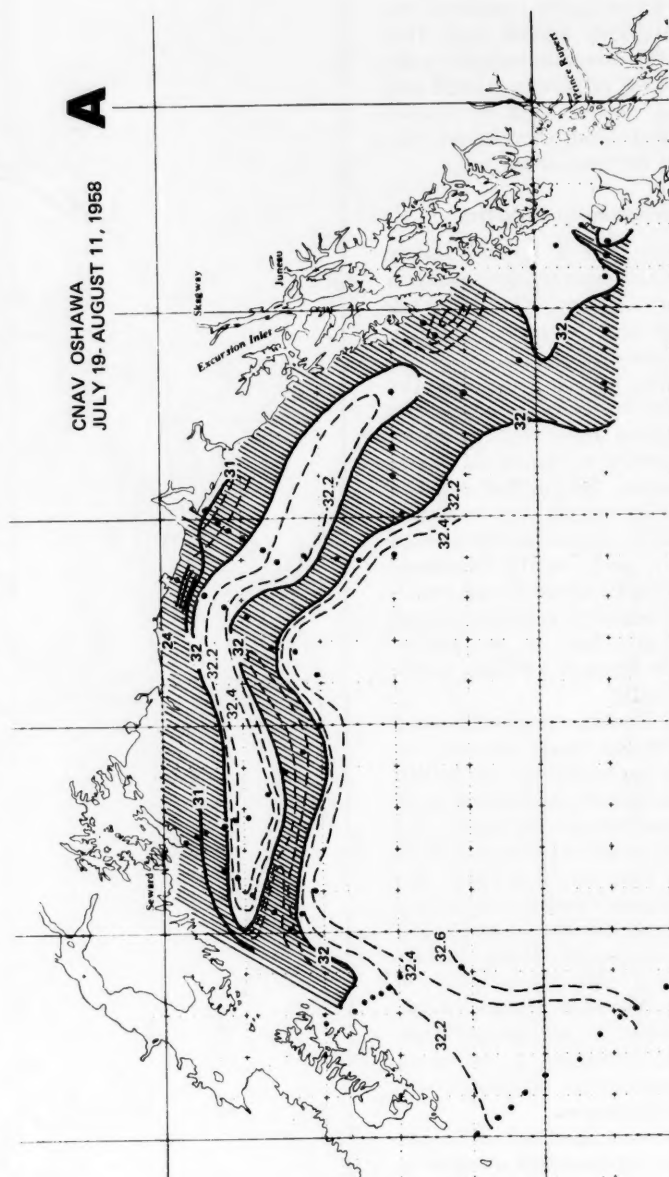 CNAV OSHAWA
JULY 19- AUGUST 11, 1958
A
Skagway
Juneau
Excursion Inlet
Prince Rupert
Seward
31
24
32
32.2
32.4
32
32.2
31
32
32
32.2
32.4
32
32.4
32.6
32.2